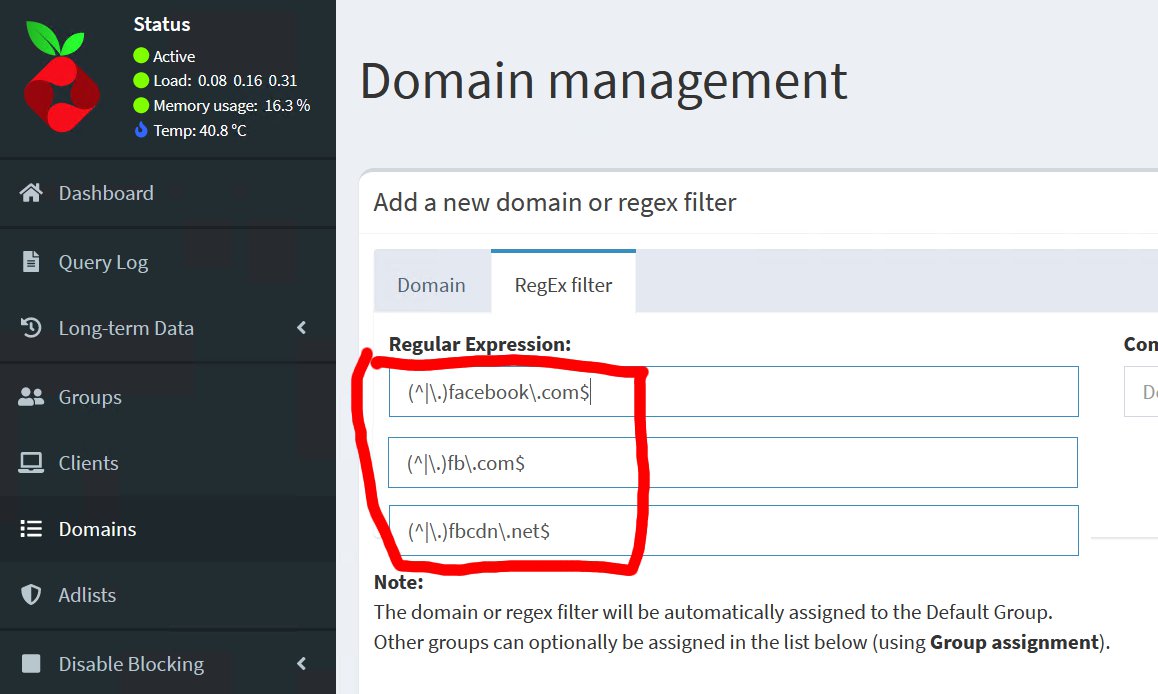 Status
Active
Load: 0.08 0.16 0.31
Memory usage: 16.3 %
Temp: 40.8 °C
Dashboard
Query Log
Long-term Data
Groups
Clients
Domains
Adlists
Disable Blocking
Domain management
Add a new domain or regex filter
Domain
RegEx filter
Regular Expression:
(^|\.)facebook\.com$
(^|\.)fb\.com$
(^|\.)fbcdn\.net$
Note:
The domain or regex filter will be automatically assigned to the Default Group.
Other groups can optionally be assigned in the list below (using Group assignment).